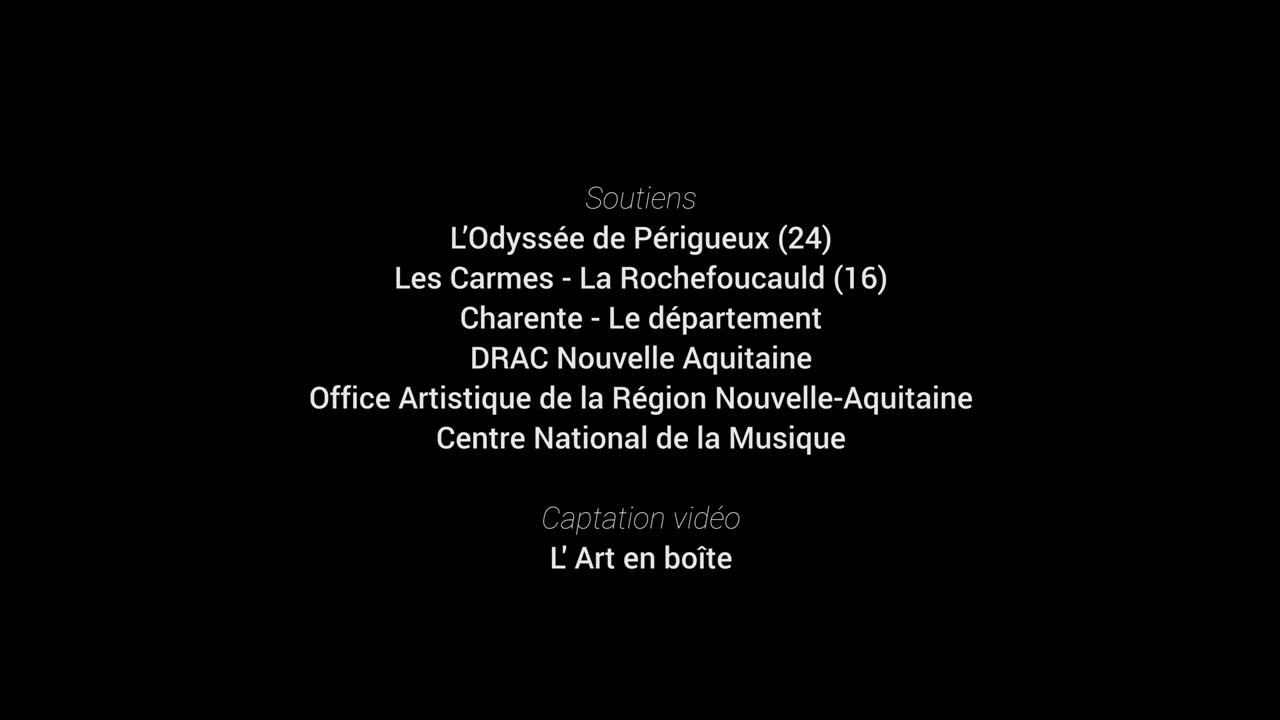 Soutiens
L'Odyssée de Périgueux (24)
Les Carmes - La Rochefoucauld (16)
Charente - Le département
DRAC Nouvelle Aquitaine
Office Artistique de la Région Nouvelle-Aquitaine
Centre National de la Musique
Captation vidéo
L' Art en boîte